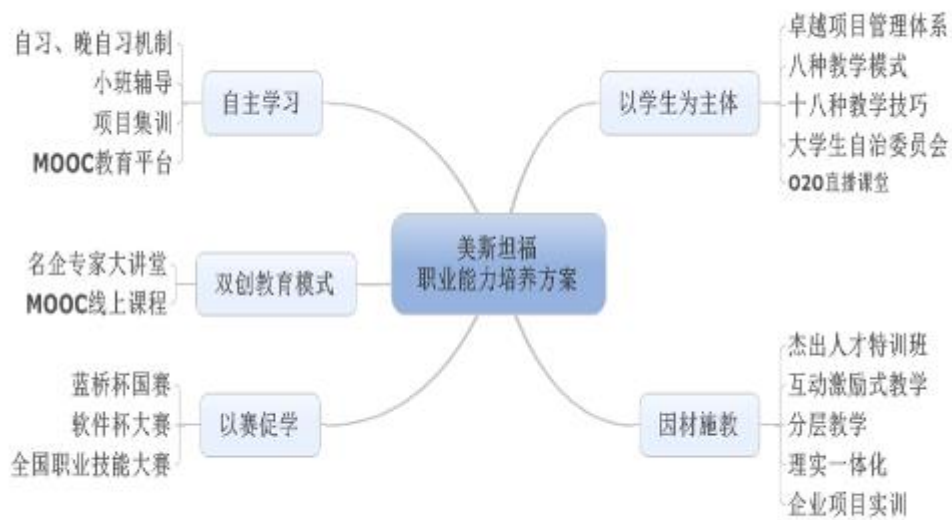 美斯坦福
职业能力培养方案
自主学习
自习、晚自习机制
小班辅导
项目集训
MOOC教育平台
双创教育模式
名企专家大讲堂
MOOC线上课程
以赛促学
蓝桥杯国赛
软件杯大赛
全国职业技能大赛
以学生为主体
卓越项目管理体系
八种教学模式
十八种教学技巧
大学生自治委员会
O2O直播课堂
因材施教
杰出人才特训班
互动激励式教学
分层教学
理实一体化
企业项目实训